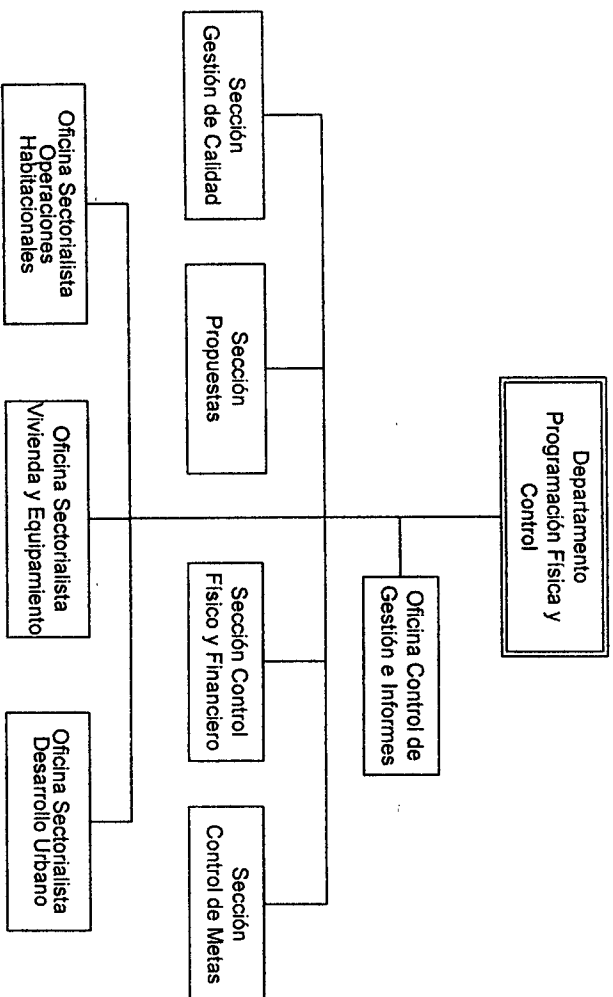 Departamento
Programación Física y
Control
Oficina Control de
Gestión e Informes
Sección
Gestión de Calidad
Sección
Propuestas
Sección Control
Físico y Financiero
Sección
Control de Metas
Oficina Sectorialista
Operaciones
Habitacionales
Oficina Sectorialista
Vivienda y Equipamiento
Oficina Sectorialista
Desarrollo Urbano